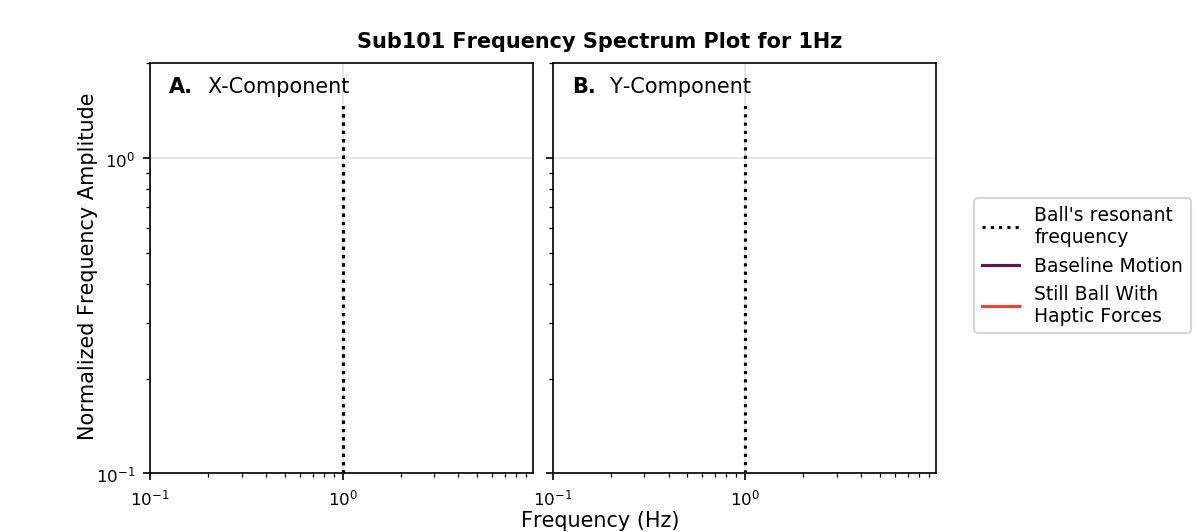 Sub101 Frequency Spectrum Plot for 1Hz
A. X-Component
B. Y-Component
Normalized Frequency Amplitude
10⁰
10⁻¹
10⁻¹
10⁰
10⁻¹
10⁰
Frequency (Hz)
Ball's resonant
frequency
Baseline Motion
Still Ball With
Haptic Forces